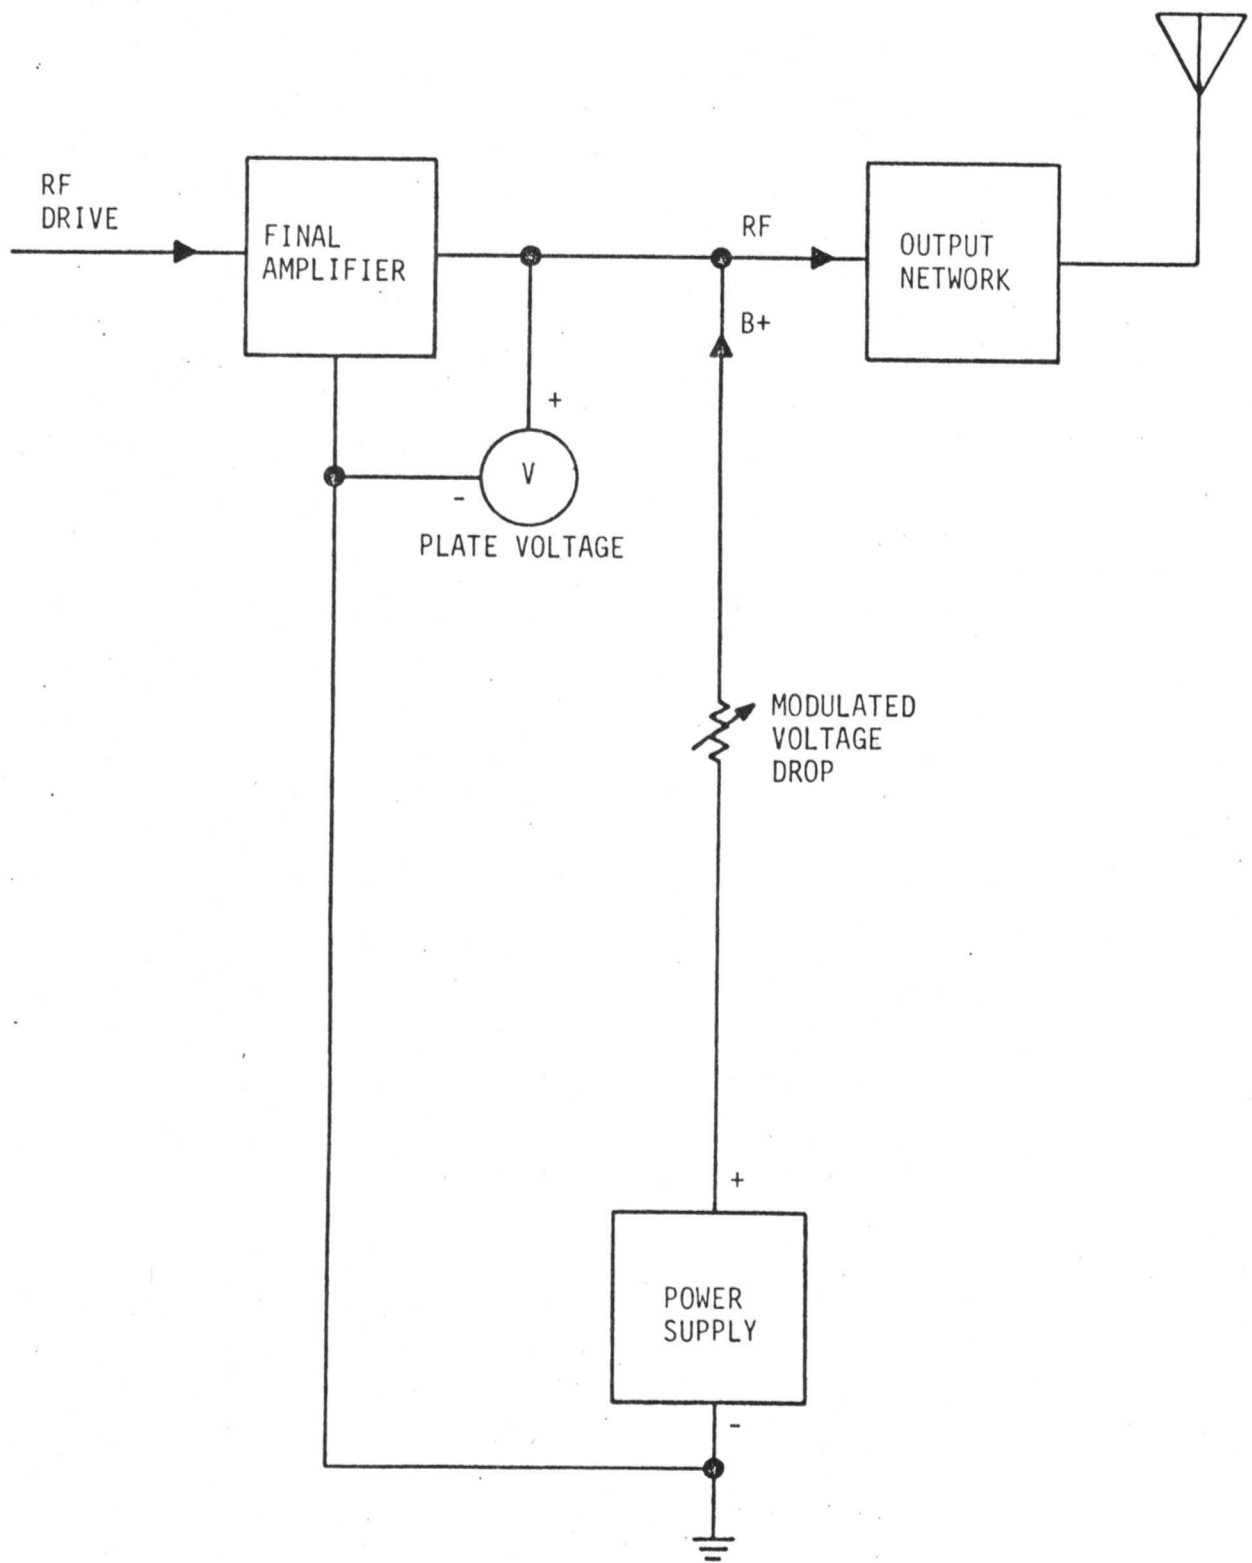 RF
DRIVE
FINAL
AMPLIFIER
RF
OUTPUT
NETWORK
B+
+
V
-
PLATE VOLTAGE
MODULATED
VOLTAGE
DROP
+
POWER
SUPPLY
-